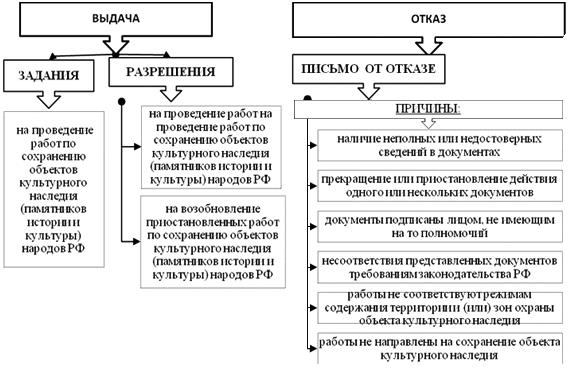 ВЫДАЧА
ЗАДАНИЯ
РАЗРЕШЕНИЯ
на проведение
работ по
сохранению
объектов
культурного
наследия
(памятников
истории и
культуры)
народов РФ
на проведение работ на
проведение работ по
сохранению объектов
культурного наследия
(памятников истории и
культуры) народов РФ
на возобновление
приостановленных работ
по сохранению объектов
культурного наследия
(памятников истории и
культуры) народов РФ
ОТКАЗ
ПИСЬМО ОТ ОТКАЗЕ
ПРИЧИНЫ:
наличие неполных или недостоверных
сведений в документах
прекращение или приостановление действия
одного или нескольких документов
документы подписаны лицом, не имеющим
на то полномочий
несоответствия представленных документов
требованиям законодательства РФ
работы не соответствуют режимам
содержания территории и (или) зон охраны
объекта культурного наследия
работы не направлены на сохранение объекта
культурного наследия